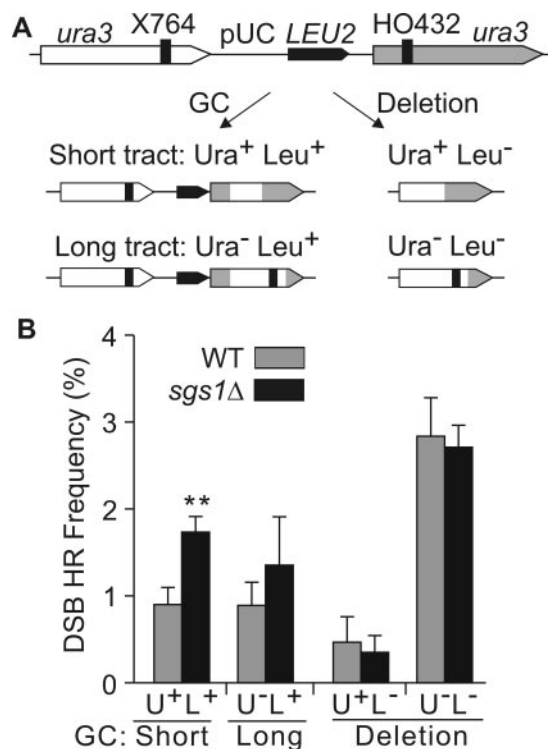 A
X764 HO432
ura3 pUC LEU2 ura3
GC Deletion
Short tract: Ura+ Leu+ Ura+ Leu-
Long tract: Ura- Leu+ Ura- Leu-
B
4
3
2
1
0
DSB HR Frequency (%)
WT
sgs1Δ
**
U+L+ U-L+ U+L- U-L-
GC: Short Long Deletion